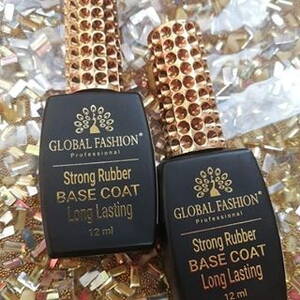 GLOBAL FASHION®
Professional
Strong Rubber
BASE COAT
Long Lasting
12 ml
GLOBAL FASHION®
Professional
Strong Rubber
BASE COAT
Long Lasting
12 ml